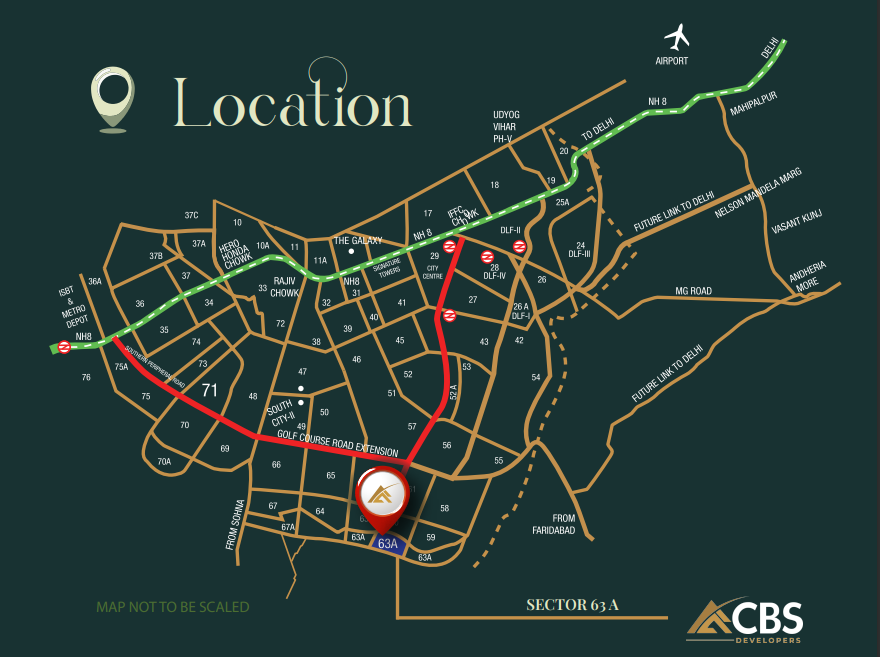 Location
AIRPORT
DELHI
NH 8
MAHIPALPUR
TO DELHI
UDYOG
VIHAR
PH-V
20
19
18
25A
17
IFFCO
CHOWK
NH 8
DLF-II
FUTURE LINK TO DELHI
NELSON MANDELA MARG
VASANT KUNJ
24
DLF-III
37C
10
37A
37B
HERO
HONDA
CHOWK
10A
11
11A
THE GALAXY
SIGNATURE
TOWERS
29
CITY
CENTRE
28
DLF-IV
26
ANDHERIA
MORE
MG ROAD
36A
37
36
34
33
RAJIV
CHOWK
NH8
31
32
41
27
26 A
DLF-I
ISBT
&
METRO
DEPOT
NH8
35
72
39
40
38
45
43
42
74
73
SOUTHERN PERIPHERAL ROAD
75A
76
75
71
48
47
46
52
53
52 A
51
54
FUTURE LINK TO DELHI
SOUTH
CITY-II
49
50
70
70A
69
GOLF COURSE ROAD EXTENSION
57
56
55
66
65
67
67A
64
58
59
63A
63A
63A
FROM SOHNA
FROM
FARIDABAD
MAP NOT TO BE SCALED
SECTOR 63 A
CBS
DEVELOPERS